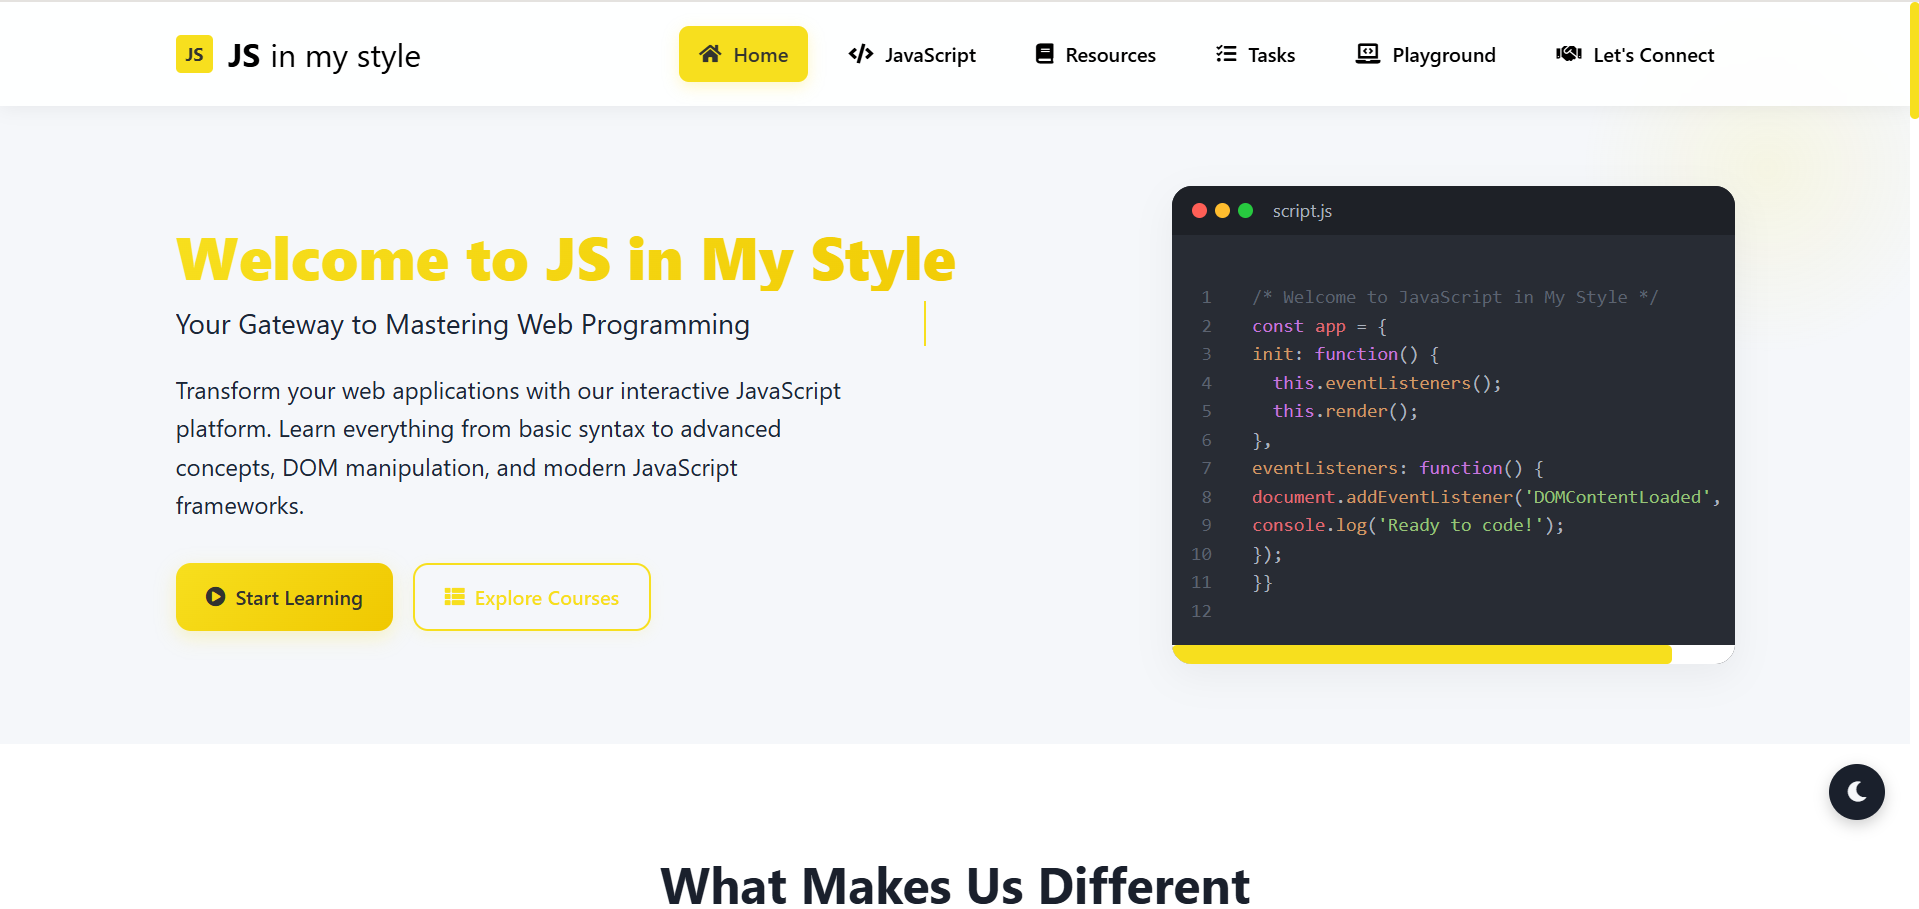 JS JS in my style Home JavaScript Resources Tasks Playground Let's Connect
Welcome to JS in My Style
Your Gateway to Mastering Web Programming
Transform your web applications with our interactive JavaScript
platform. Learn everything from basic syntax to advanced
concepts, DOM manipulation, and modern JavaScript
frameworks.
Start Learning Explore Courses
script.js
1 /* Welcome to JavaScript in My Style */
2 const app = {
3 init: function() {
4 this.eventListeners();
5 this.render();
6 },
7 eventListeners: function() {
8 document.addEventListener('DOMContentLoaded',
9 console.log('Ready to code!');
10 });
11 }}
12
What Makes Us Different